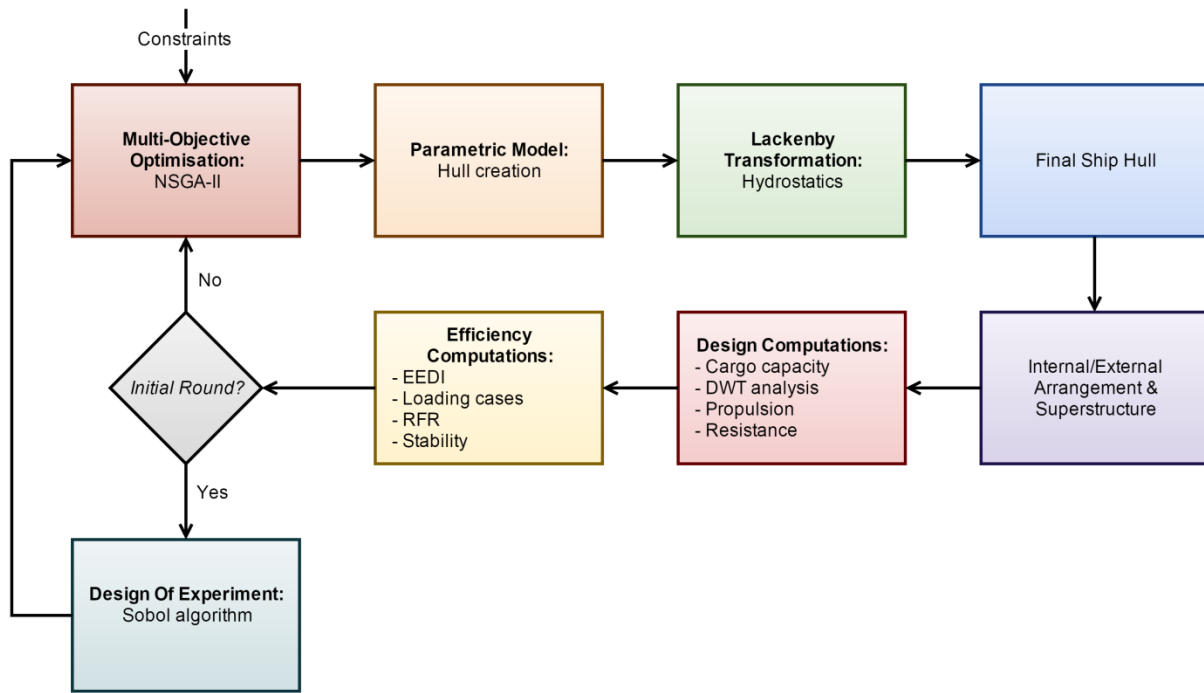 Constraints
Multi-Objective
Optimisation:
NSGA-II
Parametric Model:
Hull creation
Lackenby
Transformation:
Hydrostatics
Final Ship Hull
No
Initial Round?
Yes
Efficiency
Computations:
- EEDI
- Loading cases
- RFR
- Stability
Design Computations:
- Cargo capacity
- DWT analysis
- Propulsion
- Resistance
Internal/External
Arrangement &
Superstructure
Design Of Experiment:
Sobol algorithm